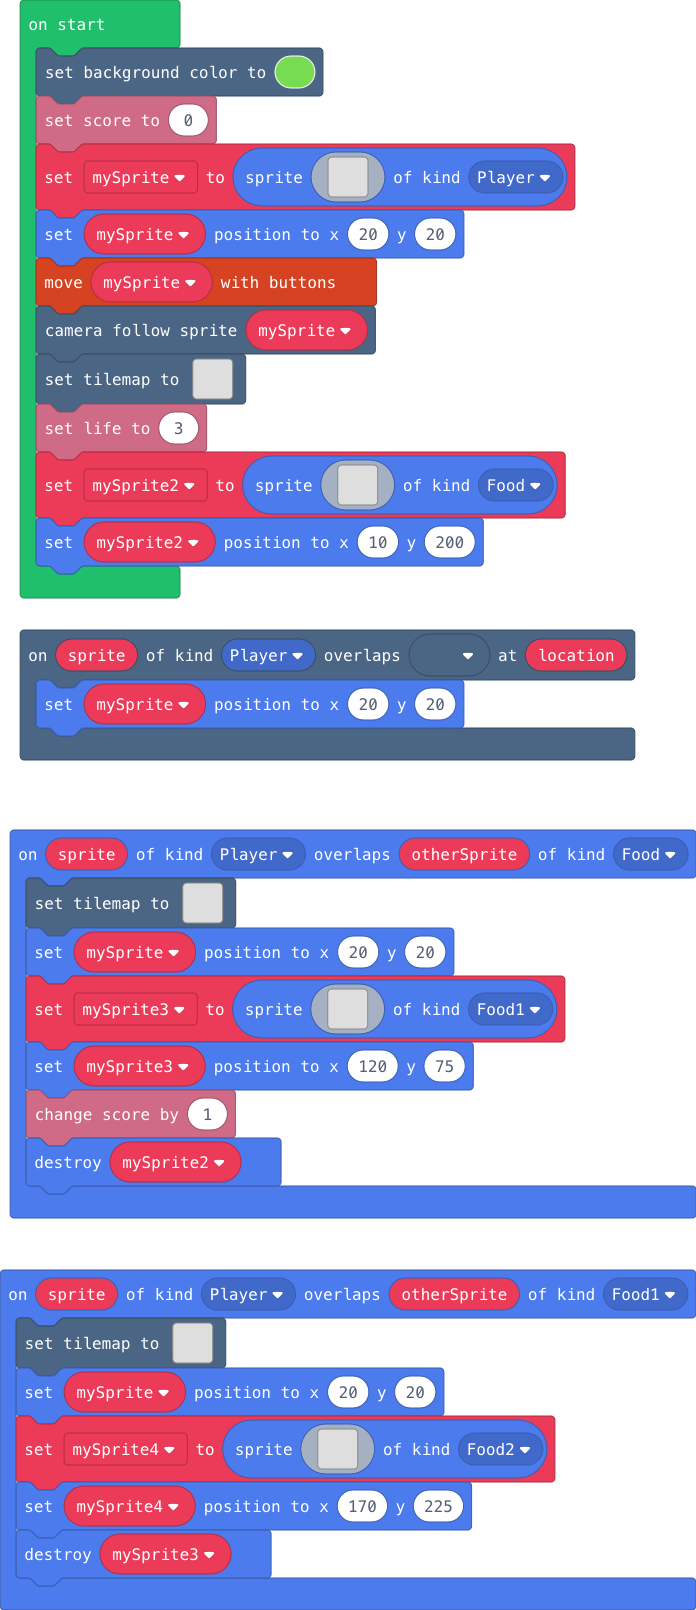 on start
set background color to
set score to 0
set mySprite to sprite of kind Player
set mySprite position to x 20 y 20
move mySprite with buttons
camera follow sprite mySprite
set tilemap to
set life to 3
set mySprite2 to sprite of kind Food
set mySprite2 position to x 10 y 200
on sprite of kind Player overlaps at location
set mySprite position to x 20 y 20
on sprite of kind Player overlaps otherSprite of kind Food
set tilemap to
set mySprite position to x 20 y 20
set mySprite3 to sprite of kind Food1
set mySprite3 position to x 120 y 75
change score by 1
destroy mySprite2
on sprite of kind Player overlaps otherSprite of kind Food1
set tilemap to
set mySprite position to x 20 y 20
set mySprite4 to sprite of kind Food2
set mySprite4 position to x 170 y 225
destroy mySprite3